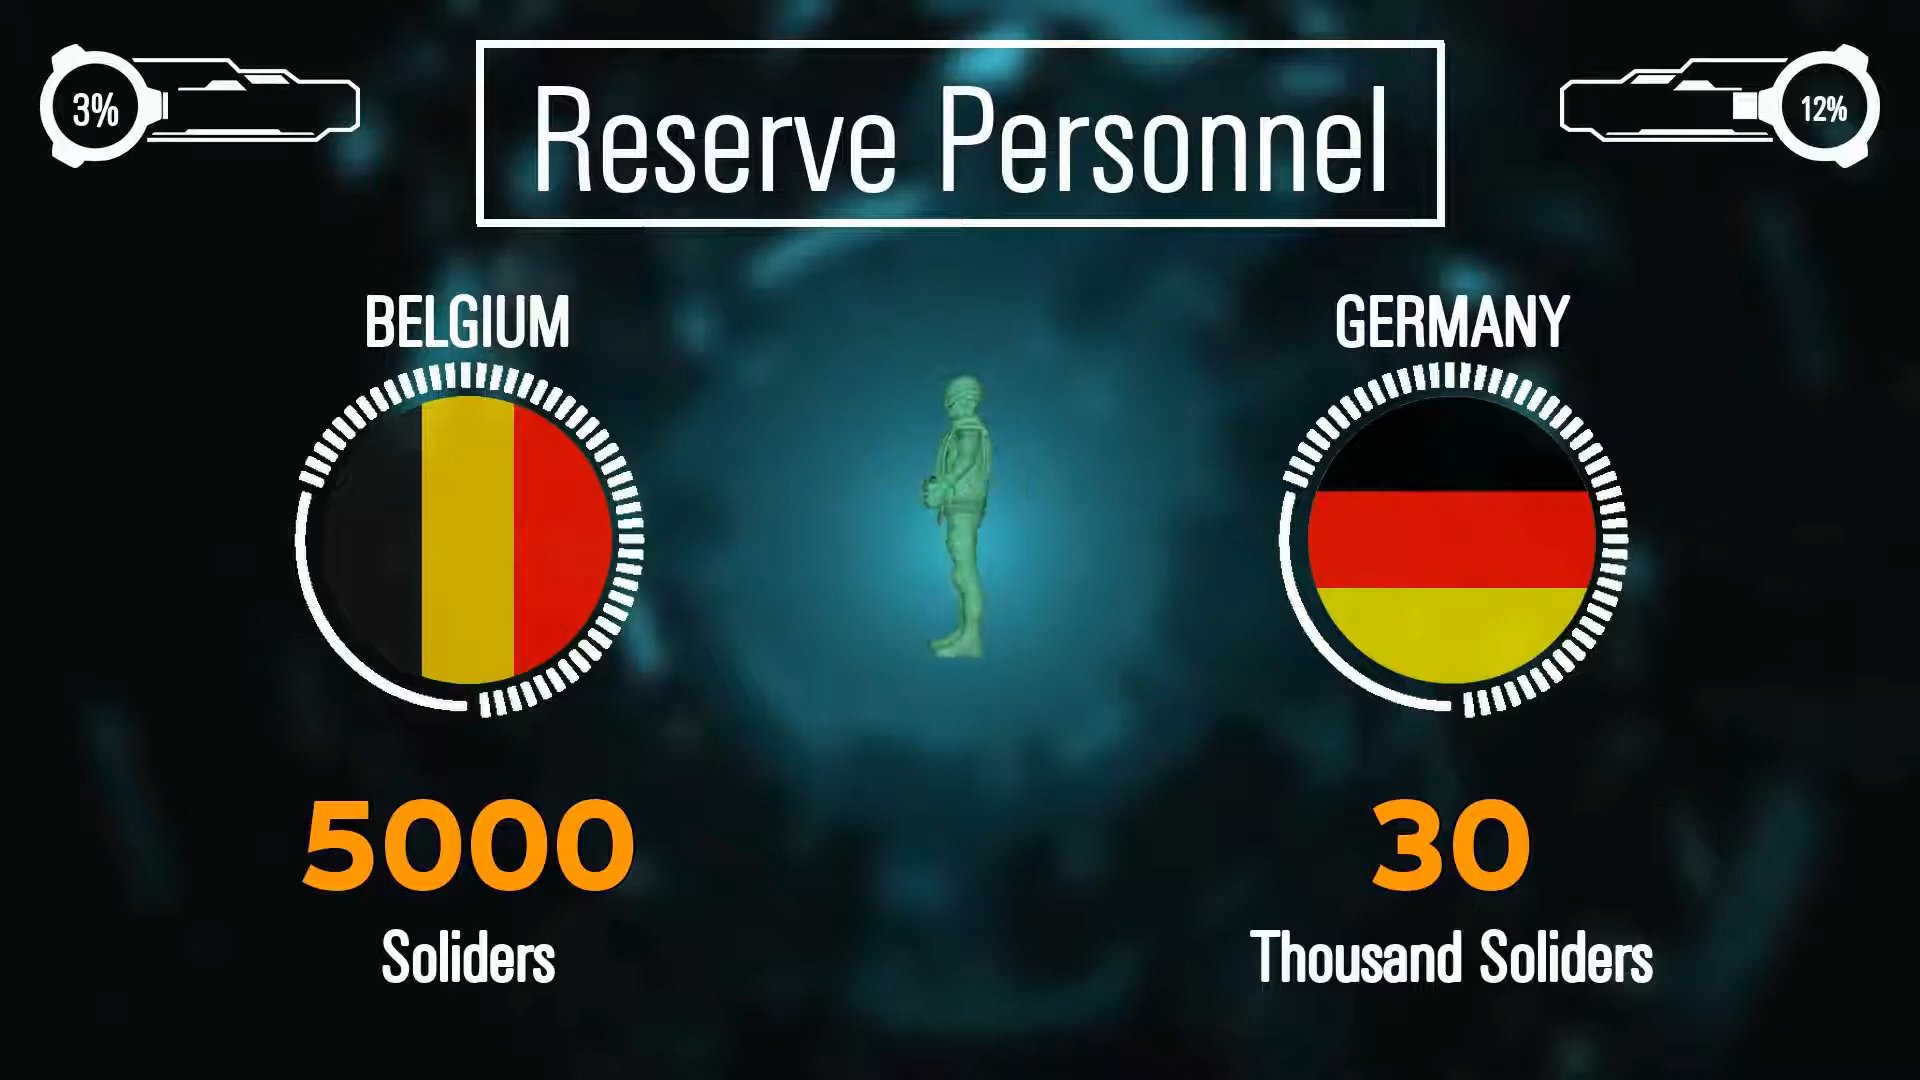 3%
Reserve Personnel
12%
BELGIUM
GERMANY
5000
Soliders
30
Thousand Soliders